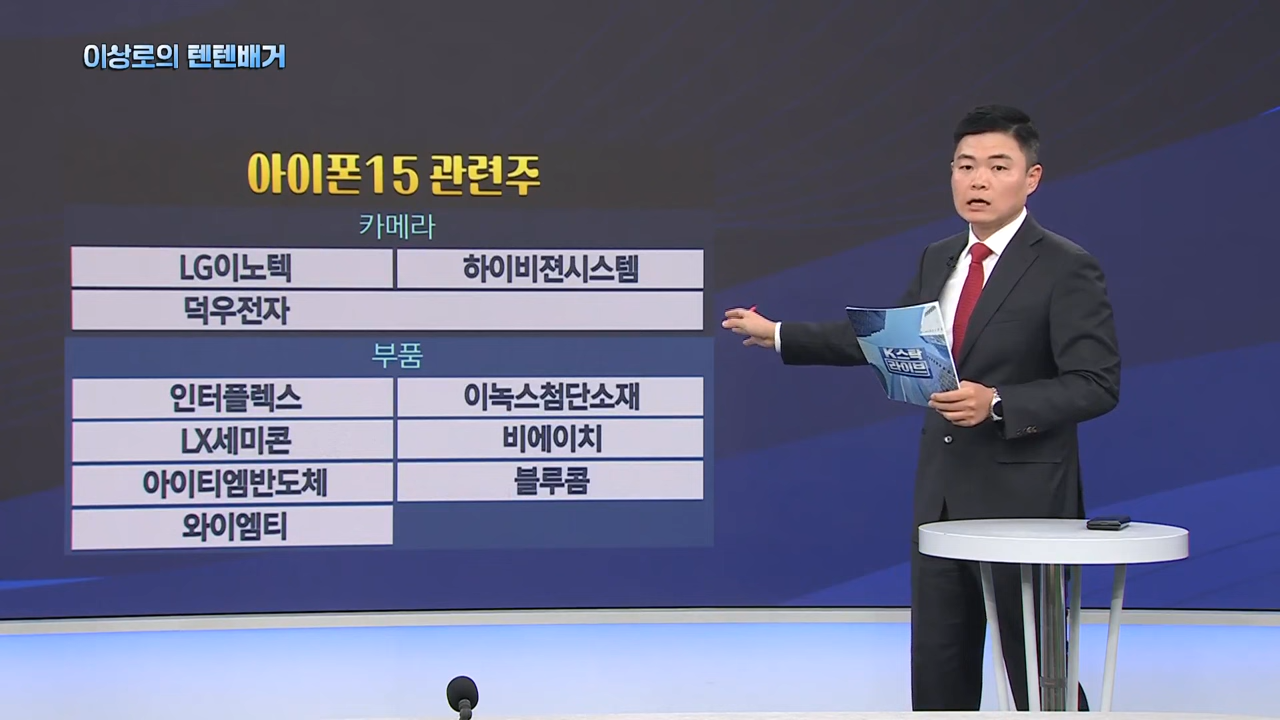 이상로의 텐텐배거
아이폰15 관련주
카메라
LG이노텍 하이비젼시스템
덕우전자
부품
인터플렉스 이녹스첨단소재
LX세미콘 비에이치
아이티엠반도체 블루콤
와이엠티
K스탁
라이브